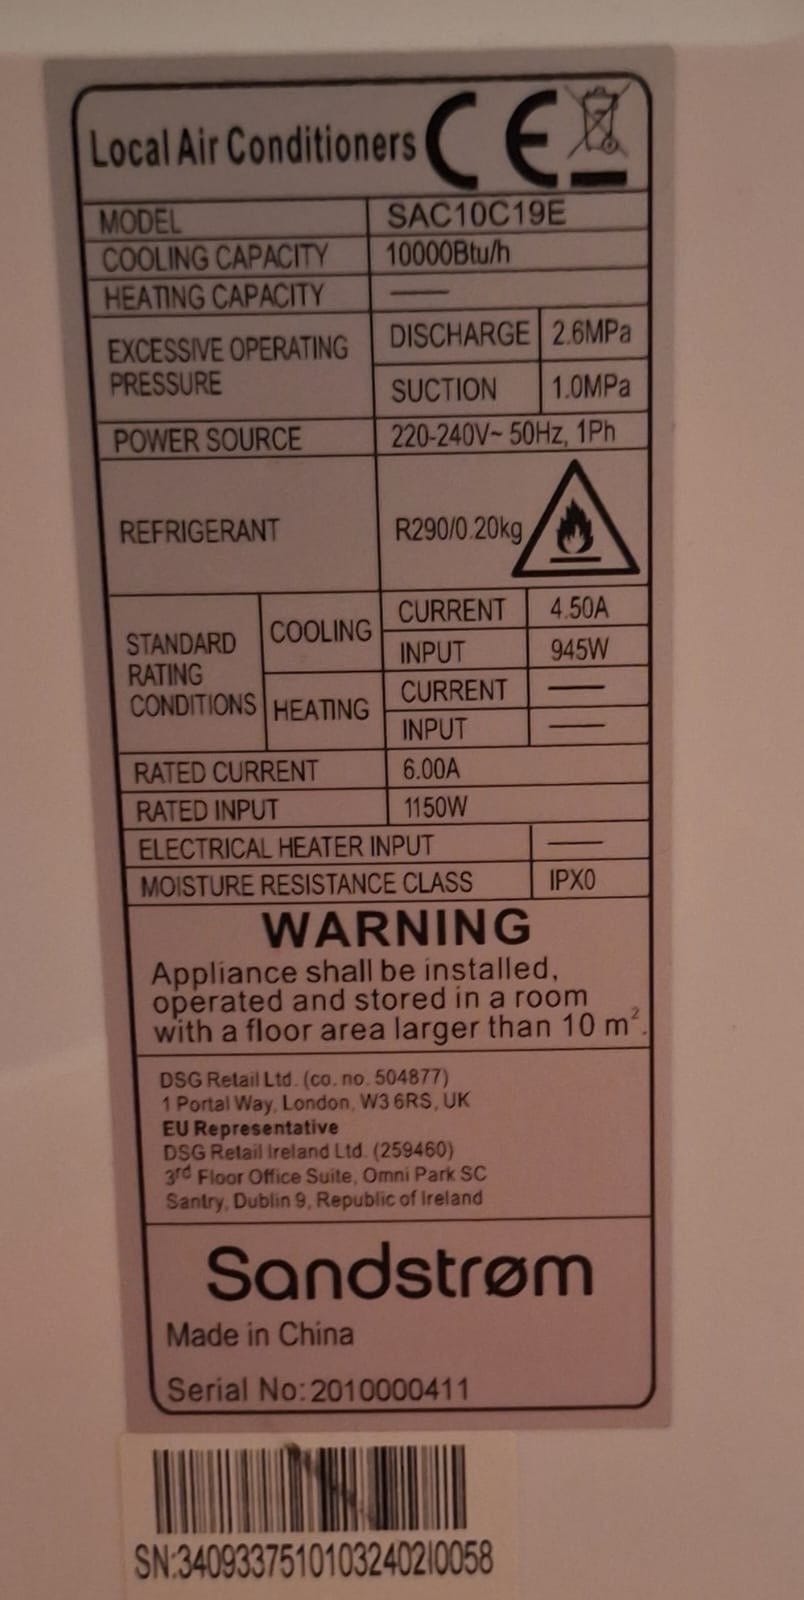 Local Air Conditioners CE
MODEL SAC10C19E
COOLING CAPACITY 10000Btu/h
HEATING CAPACITY ——
EXCESSIVE OPERATING PRESSURE DISCHARGE 2.6MPa
SUCTION 1.0MPa
POWER SOURCE 220-240V~ 50Hz, 1Ph
REFRIGERANT R290/0.20kg
STANDARD RATING CONDITIONS COOLING CURRENT 4.50A
INPUT 945W
HEATING CURRENT ——
INPUT ——
RATED CURRENT 6.00A
RATED INPUT 1150W
ELECTRICAL HEATER INPUT ——
MOISTURE RESISTANCE CLASS IPX0
WARNING
Appliance shall be installed,
operated and stored in a room
with a floor area larger than 10 m².
DSG Retail Ltd. (co. no. 504877)
1 Portal Way, London, W3 6RS, UK
EU Representative
DSG Retail Ireland Ltd. (259460)
3rd Floor Office Suite, Omni Park SC
Santry, Dublin 9, Republic of Ireland
Sandstrøm
Made in China
Serial No:2010000411
SN:3409337510103240210058